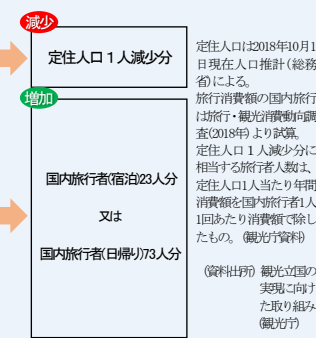 減少
定住人口１人減少分
増加
国内旅行者(宿泊)23人分
又は
国内旅行者(日帰り)73人分
定住人口は2018年10月1
日現在人口推計(総務
省)による。
旅行消費額の国内旅行
は旅行・観光消費動向調
査(2018年)より試算。
定住人口１人減少分に
相当する旅行者人数は、
定住人口1人当たり年間
消費額を国内旅行者1人
1回あたり消費額で除し
たもの。(観光庁資料)
(資料出所) 観光立国の
実現に向け
た取り組み
(観光庁)